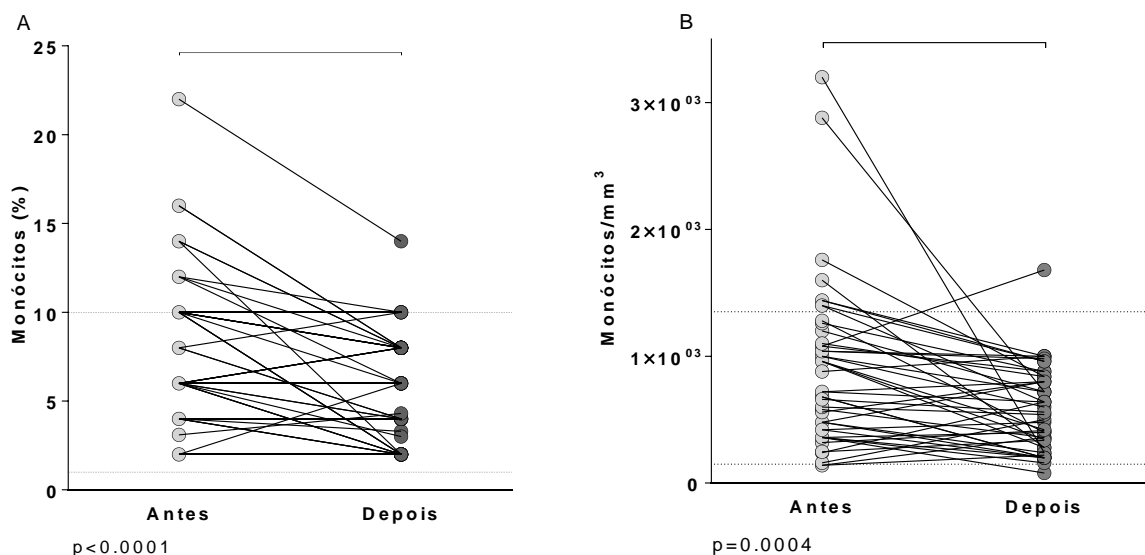 A
25
20
15
10
5
0
Monócitos (%)
Antes Depois
p<0.0001
B
3×10⁰³
2×10⁰³
1×10⁰³
0
Monócitos/mm³
Antes Depois
p=0.0004